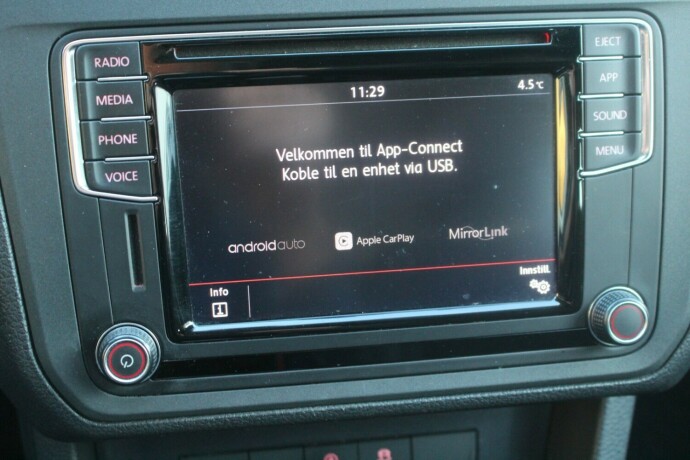 RADIO
MEDIA
PHONE
VOICE
EJECT
APP
SOUND
MENU
11:29
4.5°C
Velkommen til App-Connect
Koble til en enhet via USB.
androidauto
Apple CarPlay
MirrorLink
Info
Innstill.